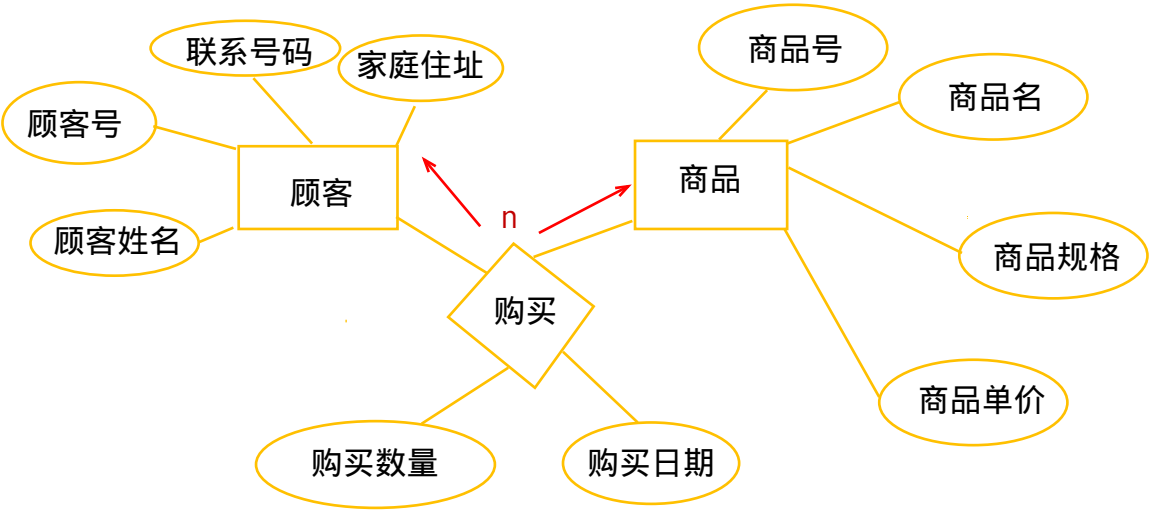 联系号码
家庭住址
顾客号
顾客
顾客姓名
商品号
商品名
商品
商品规格
商品单价
n
购买
购买数量
购买日期